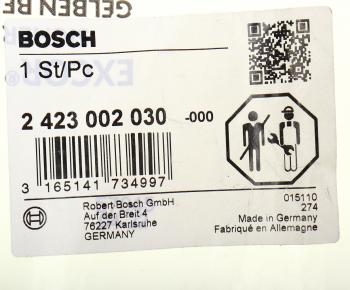 GELBEN BE
BOSCH
1 St/Pc
2 423 002 030 -000
3 165141 734997
015110
274
Robert Bosch GmbH
Auf der Breit 4
76227 Karlsruhe
GERMANY
Made in Germany
Fabriqué en Allemagne